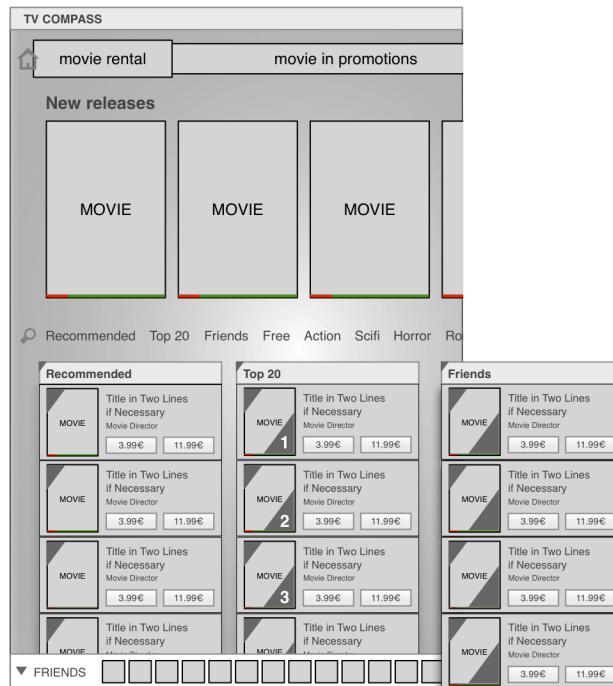 TV COMPASS
movie rental
movie in promotions
New releases
MOVIE
MOVIE
MOVIE
Recommended Top 20 Friends Free Action Scifi Horror Ro
Recommended
MOVIE
Title in Two Lines
if Necessary
Movie Director
3.99€ 11.99€
MOVIE
Title in Two Lines
if Necessary
Movie Director
3.99€ 11.99€
MOVIE
Title in Two Lines
if Necessary
Movie Director
3.99€ 11.99€
MOVIE
Title in Two Lines
if Necessary
Top 20
MOVIE
1
Title in Two Lines
if Necessary
Movie Director
3.99€ 11.99€
MOVIE
2
Title in Two Lines
if Necessary
Movie Director
3.99€ 11.99€
MOVIE
3
Title in Two Lines
if Necessary
Movie Director
3.99€ 11.99€
MOVIE
Title in Two Lines
if Necessary
Friends
MOVIE
Title in Two Lines
if Necessary
Movie Director
3.99€ 11.99€
MOVIE
Title in Two Lines
if Necessary
Movie Director
3.99€ 11.99€
MOVIE
Title in Two Lines
if Necessary
Movie Director
3.99€ 11.99€
MOVIE
Title in Two Lines
if Necessary
Movie Director
3.99€ 11.99€
FRIENDS